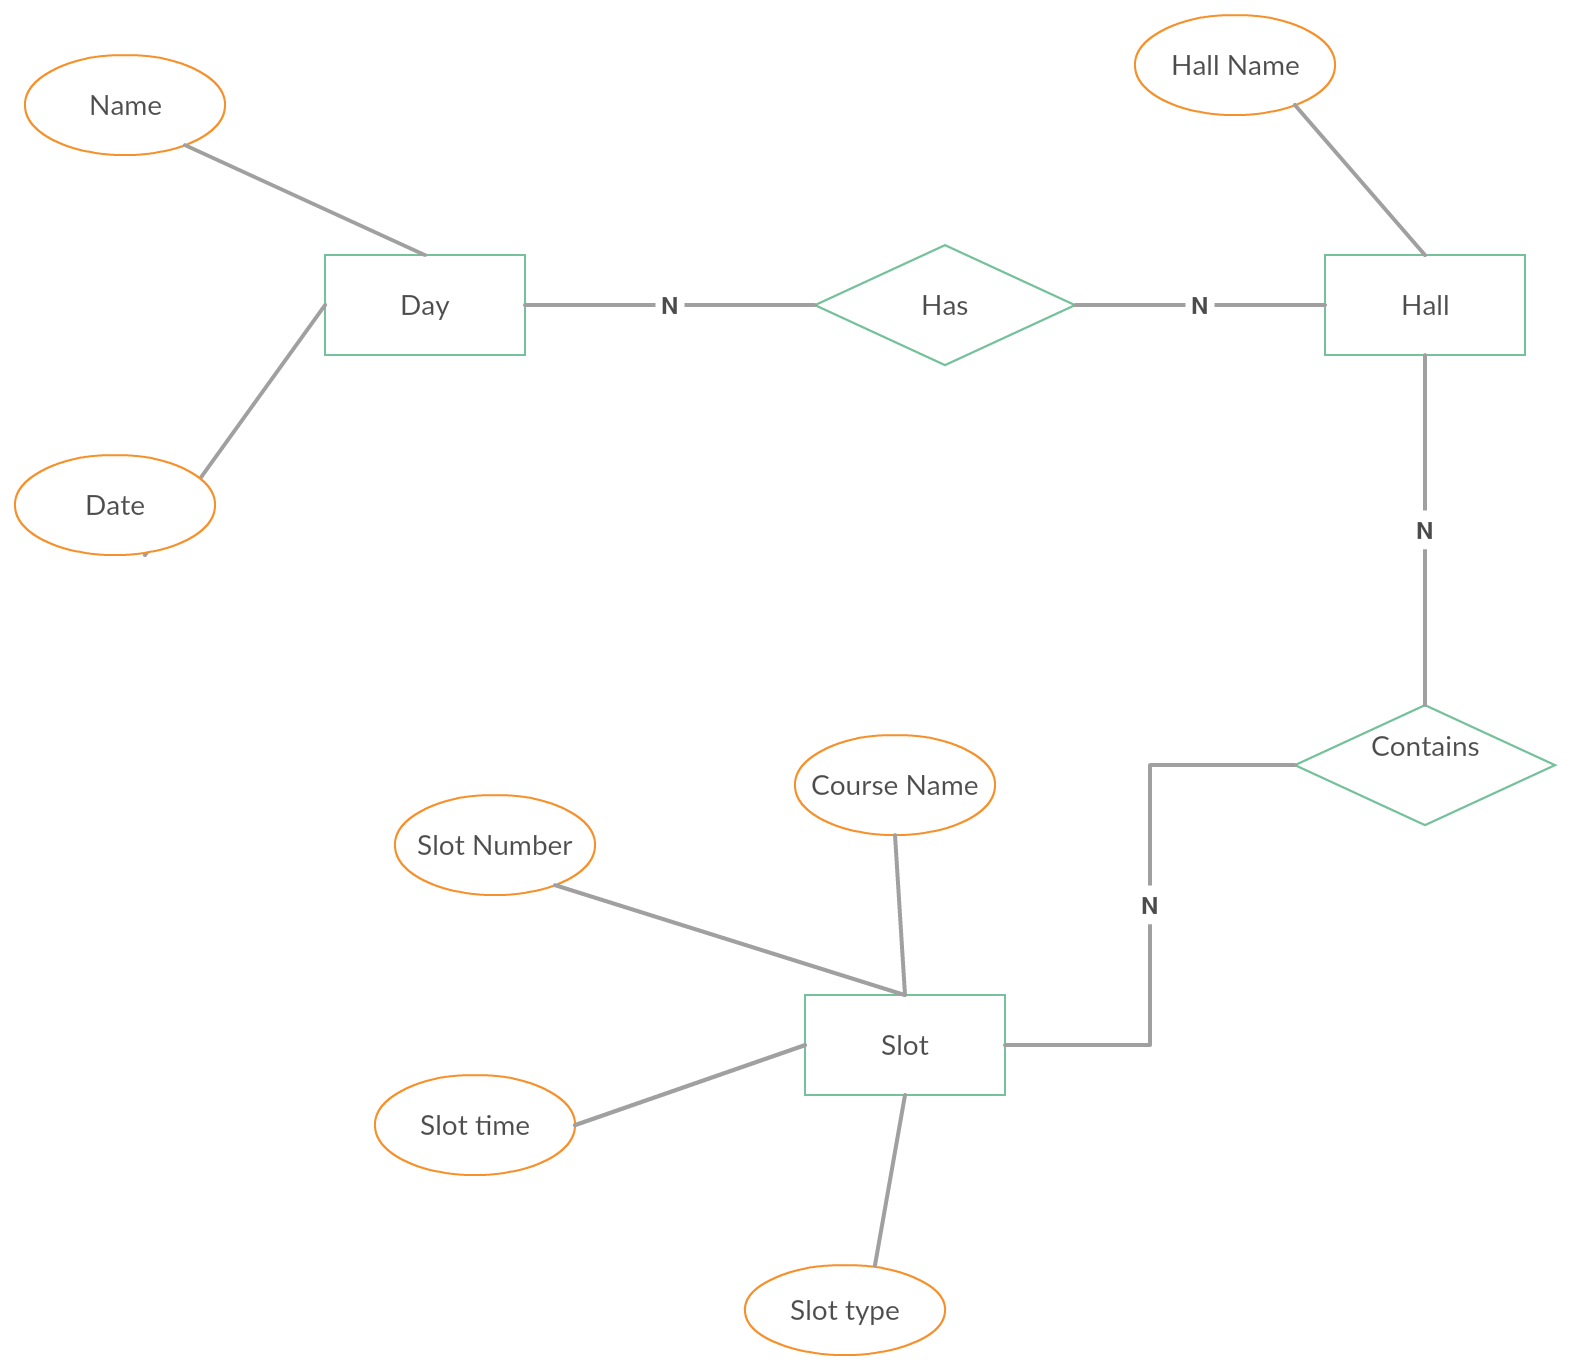 Hall Name
Name
Day
N
Has
N
Hall
Date
N
Contains
Course Name
Slot Number
N
Slot
Slot time
Slot type